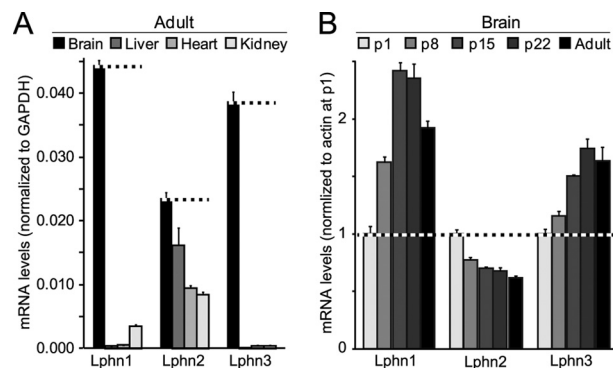 A
Adult
Brain Liver Heart Kidney
mRNA levels (normalized to GAPDH)
0.040
0.030
0.020
0.010
0.000
Lphn1 Lphn2 Lphn3
B
Brain
p1 p8 p15 p22 Adult
mRNA levels (normlized to actin at p1)
2
1
0
Lphn1 Lphn2 Lphn3